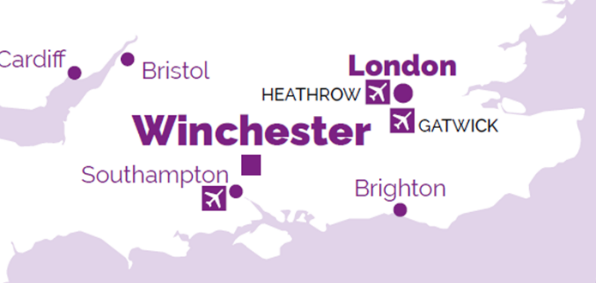 Cardiff
Bristol
London
HEATHROW
GATWICK
Winchester
Southampton
Brighton